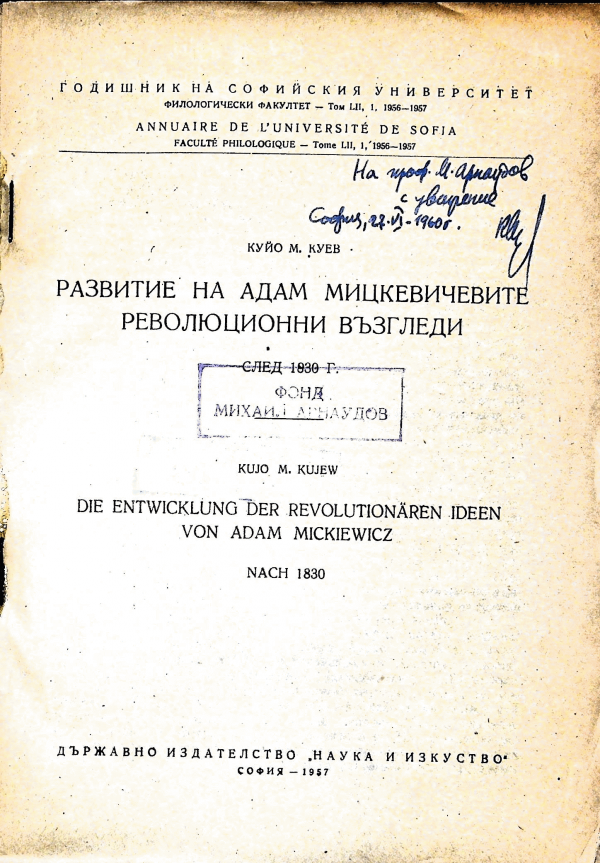 ГОДИШНИК НА СОФИЙСКИЯ УНИВЕРСИТЕТ
ФИЛОЛОГИЧЕСКИ ФАКУЛТЕТ — Том LII, 1, 1956—1957
ANNUAIRE DE L'UNIVERSITÉ DE SOFIA
FACULTÉ PHILOLOGIQUE — Tome LII, 1, 1956—1957
На проф. М. Арнаудов
с уважение
София, 27.VI.1960г.
КУЙО М. КУЕВ
РАЗВИТИЕ НА АДАМ МИЦКЕВИЧЕВИТЕ
РЕВОЛЮЦИОННИ ВЪЗГЛЕДИ
СЛЕД 1830 Г.
ФОНД
МИХАИЛ АРНАУДОВ
KUJO M. KUJEW
DIE ENTWICKLUNG DER REVOLUTIONÄREN IDEEN
VON ADAM MICKIEWICZ
NACH 1830
ДЪРЖАВНО ИЗДАТЕЛСТВО „НАУКА И ИЗКУСТВО“
СОФИЯ — 1957